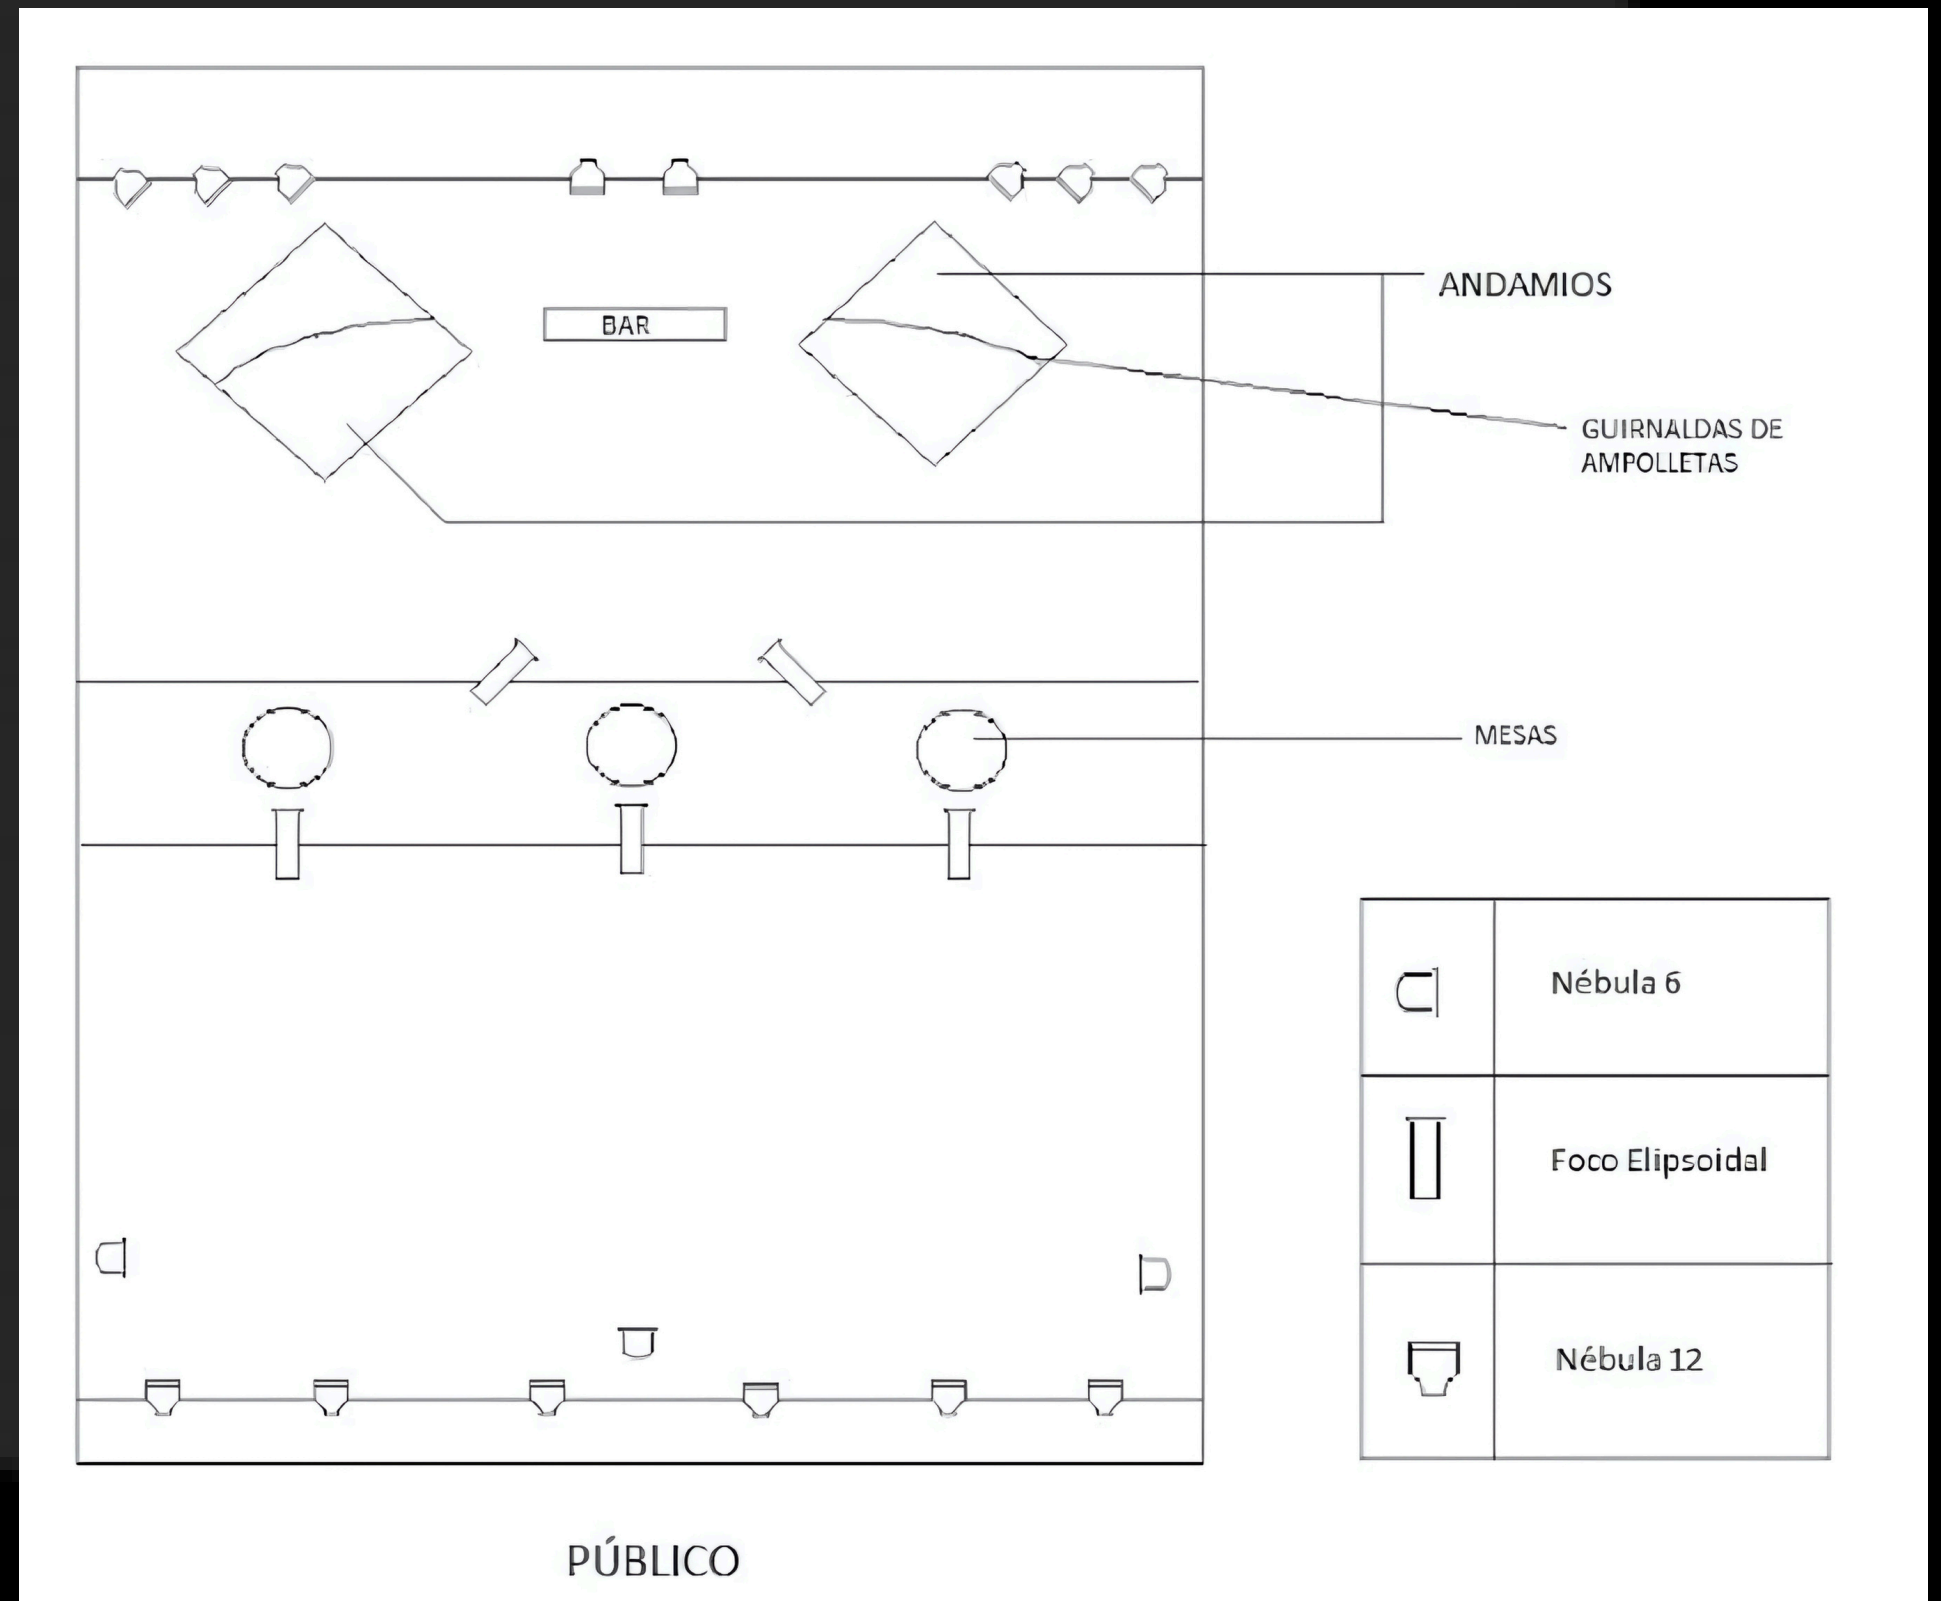 ANDAMIOS
BAR
GUIRNALDAS DE
AMPOLLETAS
MESAS
Nébula 6
Foco Elipsoidal
Nébula 12
PÚBLICO